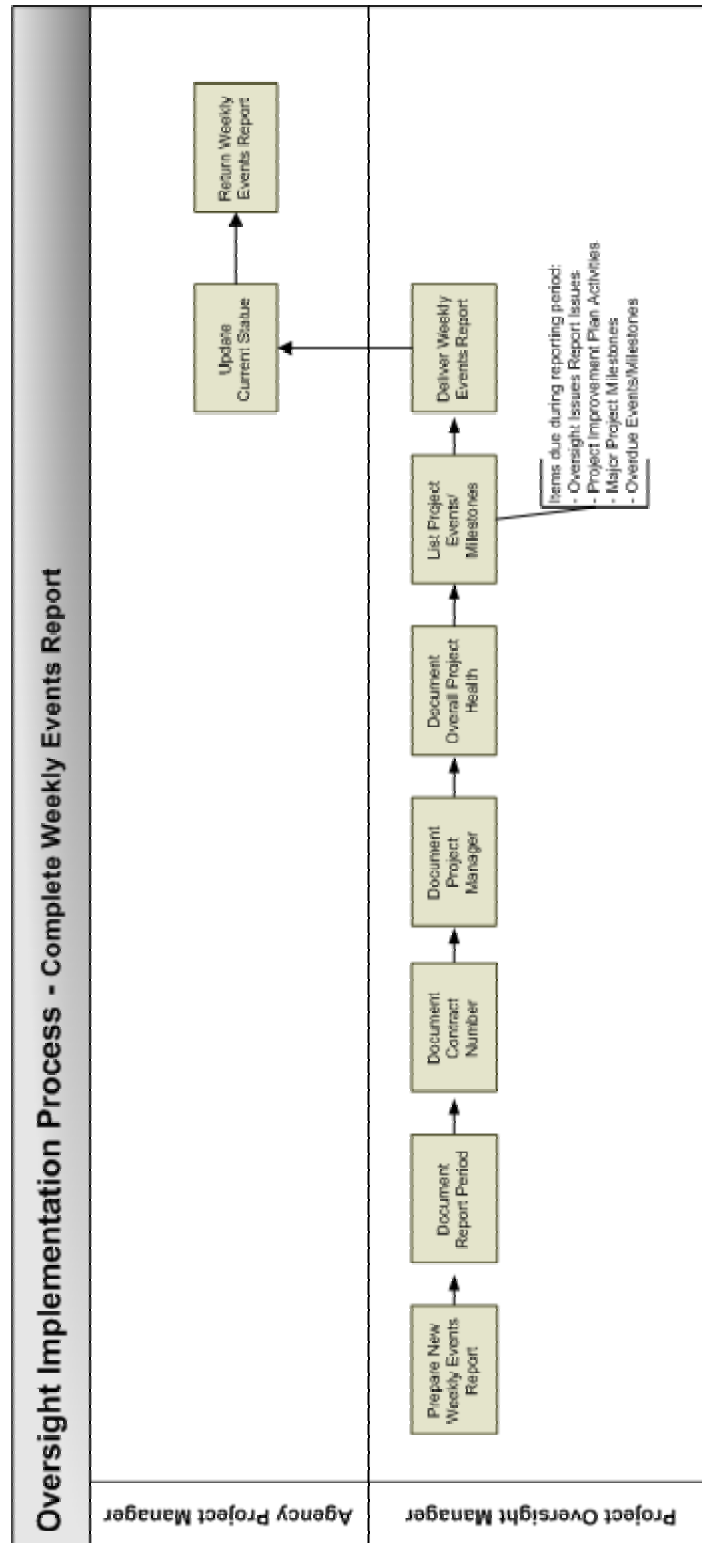 Oversight Implementation Process - Complete Weekly Events Report
Agency Project Manager
Update
Current Statue
Return Weekly
Events Report
Project Oversight Manager
Prepare New
Weekly Events
Report
Document
Report Period
Document
Contract
Number
Document
Project
Manager
Document
Overall Project
Health
List Project
Events/
Milestones
Deliver Weekly
Events Report
Items due during reporting period:
- Oversight Issues Report Issues
- Project Improvement Plan Activities
- Major Project Milestones
- Overdue Events/Milestones